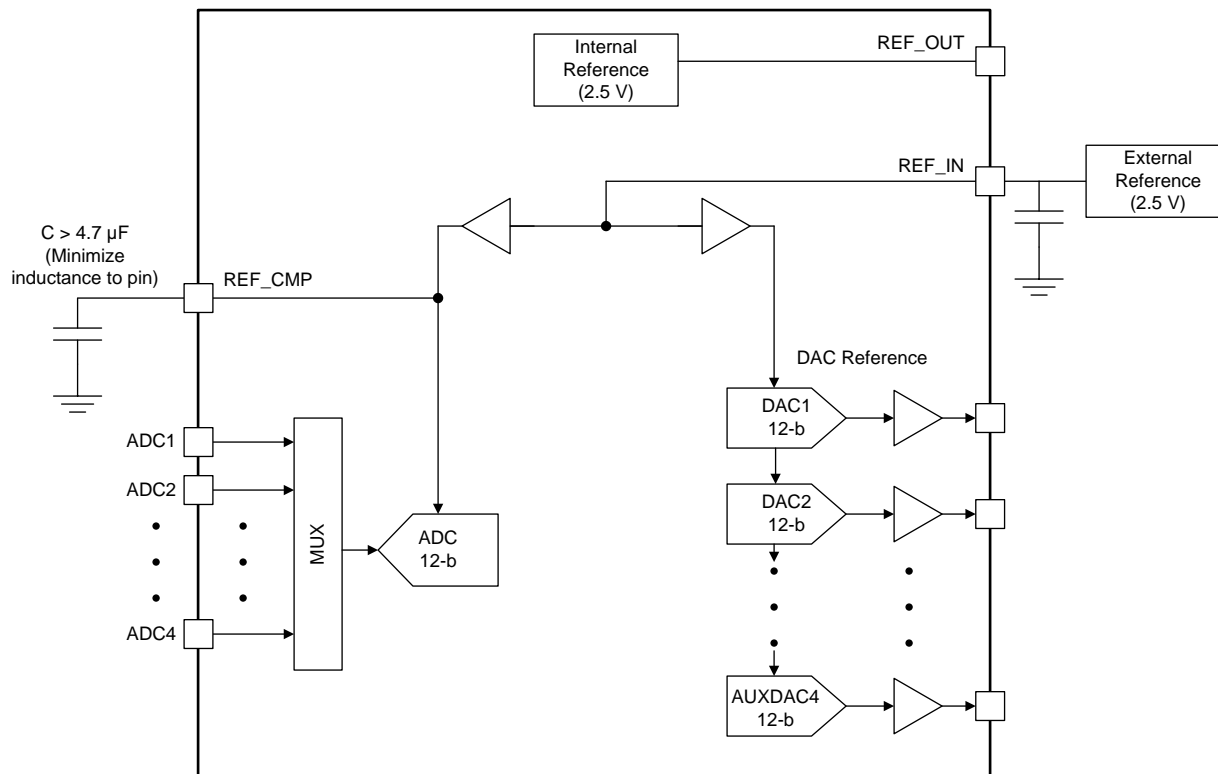 Internal
Reference
(2.5 V)
REF_OUT
REF_IN
External
Reference
(2.5 V)
C > 4.7 µF
(Minimize
inductance to pin)
REF_CMP
DAC Reference
ADC1
ADC2
ADC4
MUX
ADC
12-b
DAC1
12-b
DAC2
12-b
AUXDAC4
12-b